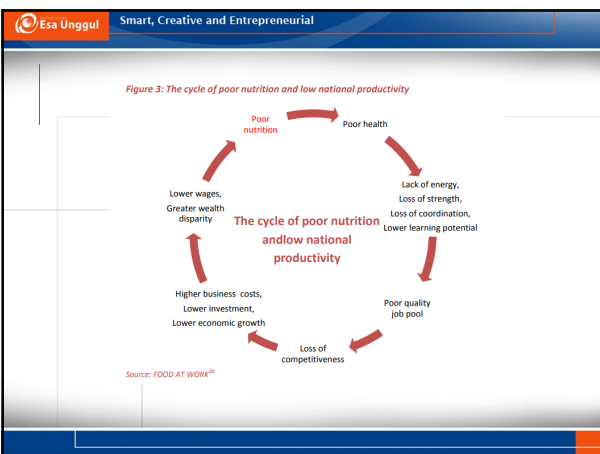 Esa Unggul
Smart, Creative and Entrepreneurial
Figure 3: The cycle of poor nutrition and low national productivity
Poor
nutrition
Poor health
Lack of energy,
Loss of strength,
Loss of coordination,
Lower learning potential
Poor quality
job pool
Loss of
competitiveness
Higher business costs,
Lower investment,
Lower economic growth
Lower wages,
Greater wealth
disparity
The cycle of poor nutrition
andlow national
productivity
Source: FOOD AT WORK¹⁰